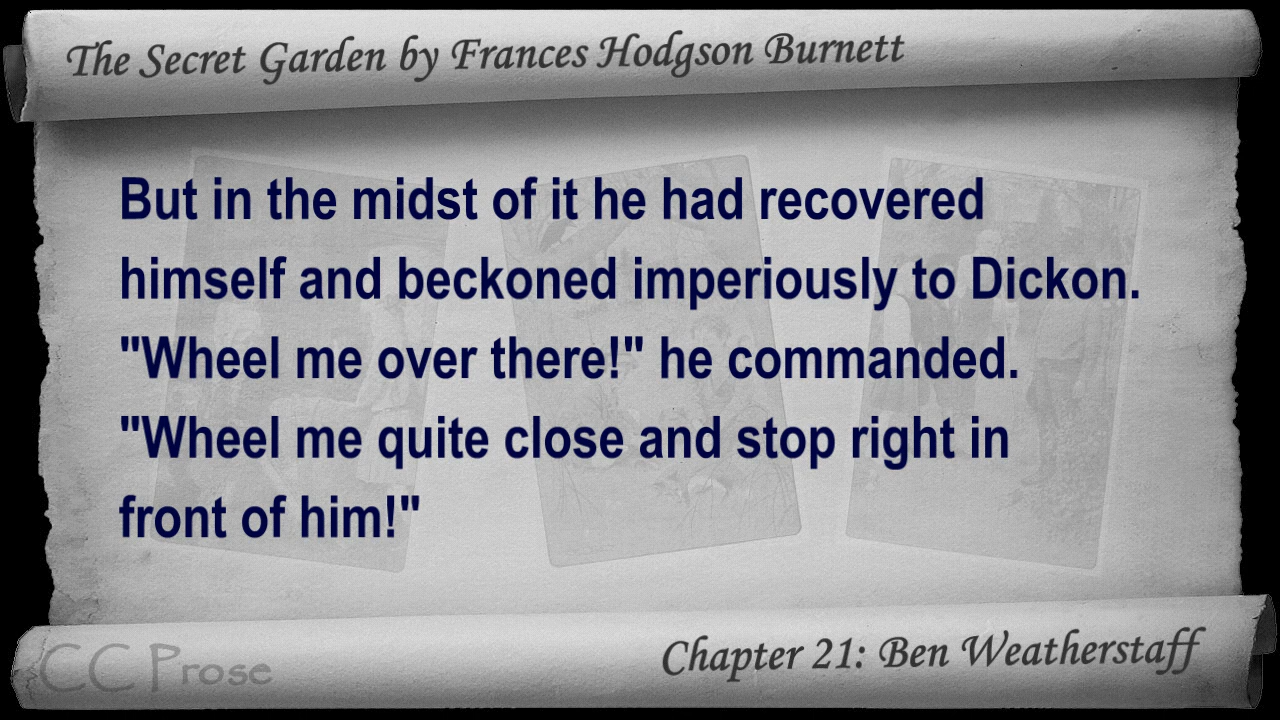 The Secret Garden by Frances Hodgson Burnett
But in the midst of it he had recovered
himself and beckoned imperiously to Dickon.
"Wheel me over there!" he commanded.
"Wheel me quite close and stop right in
front of him!"
CC Prose
Chapter 21: Ben Weatherstaff